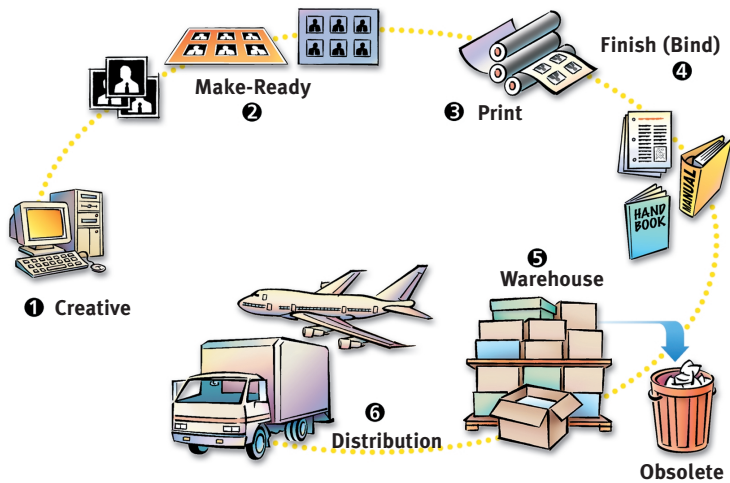 ❶ Creative
Make-Ready
❷
❸ Print
Finish (Bind)
❹
MANUAL
HAND
BOOK
❺
Warehouse
Obsolete
❻
Distribution